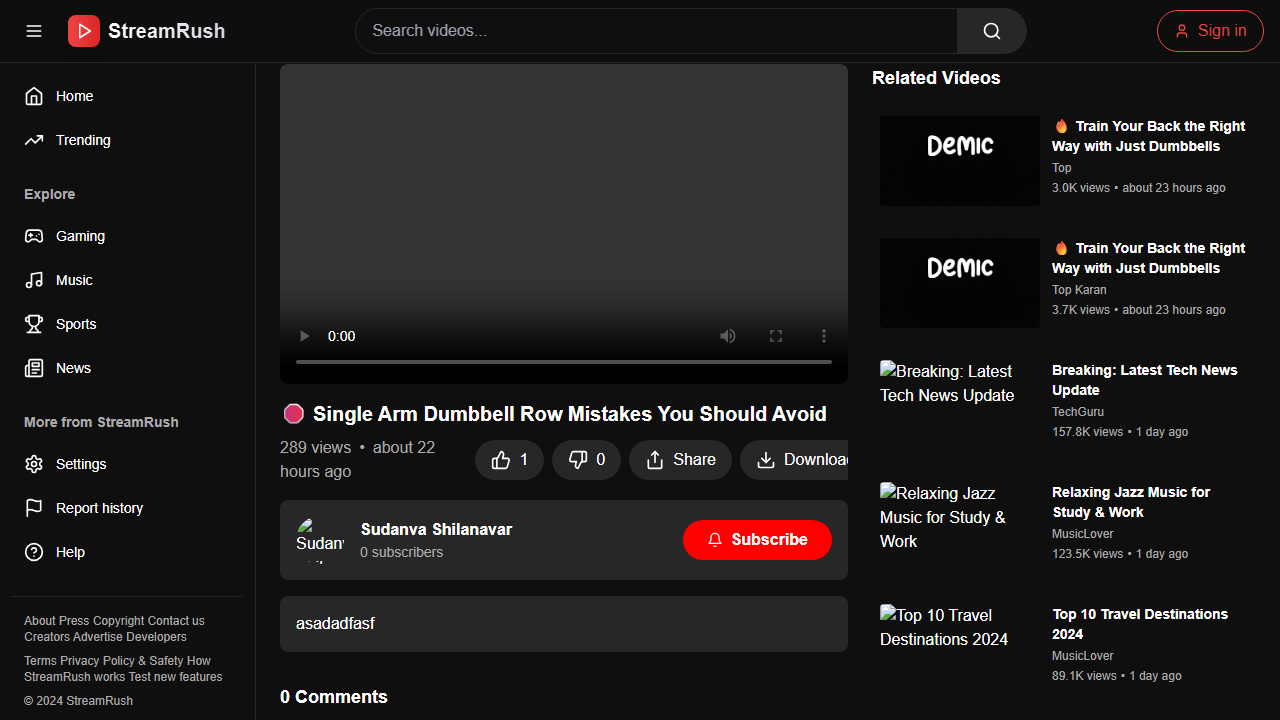 StreamRush
Search videos...
Sign in
Home
Trending
Explore
Gaming
Music
Sports
News
More from StreamRush
Settings
Report history
Help
About Press Copyright Contact us
Creators Advertise Developers
Terms Privacy Policy & Safety How
StreamRush works Test new features
© 2024 StreamRush
0:00
🛑 Single Arm Dumbbell Row Mistakes You Should Avoid
289 views • about 22
hours ago
1
0
Share
Downloa
Sudanva Shilanavar
0 subscribers
Subscribe
asadadfasf
0 Comments
Related Videos
DEMIC
🔥 Train Your Back the Right
Way with Just Dumbbells
Top
3.0K views • about 23 hours ago
DEMIC
🔥 Train Your Back the Right
Way with Just Dumbbells
Top Karan
3.7K views • about 23 hours ago
Breaking: Latest
Tech News Update
Breaking: Latest Tech News
Update
TechGuru
157.8K views • 1 day ago
Relaxing Jazz
Music for Study &
Work
Relaxing Jazz Music for
Study & Work
MusicLover
123.5K views • 1 day ago
Top 10 Travel
Destinations 2024
Top 10 Travel Destinations
2024
MusicLover
89.1K views • 1 day ago